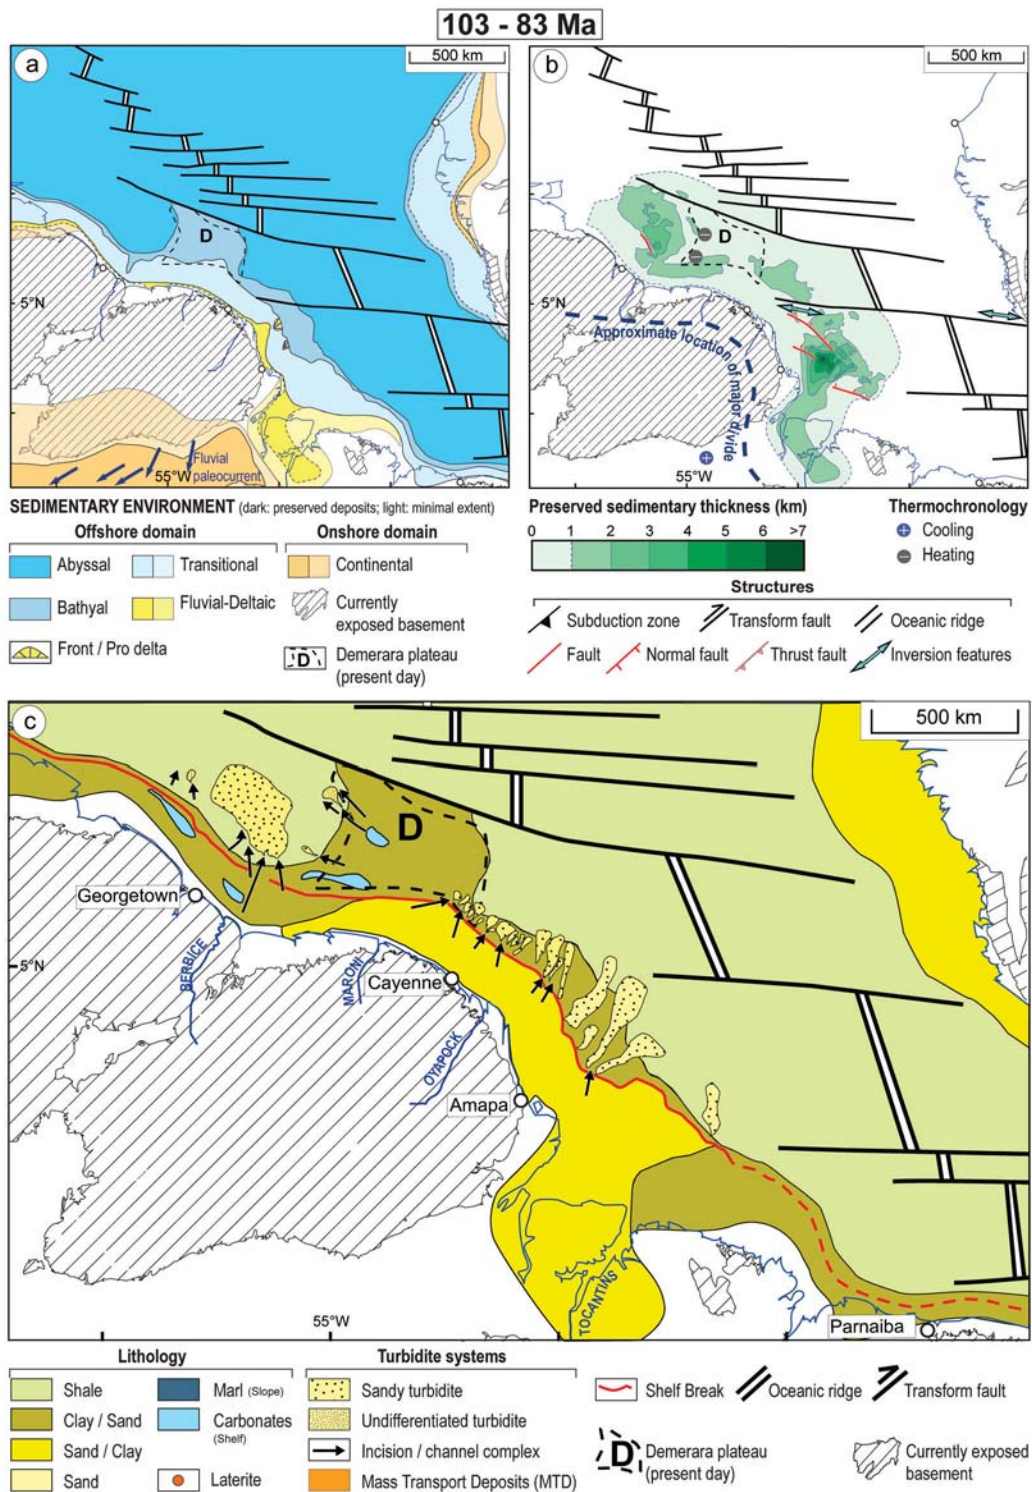 103 - 83 Ma
a
500 km
D
5°N
Fluvial
paleocurrent
55°W
b
500 km
D
5°N
Approximate location of major divide
55°W
SEDIMENTARY ENVIRONMENT (dark: preserved deposits; light: minimal extent)
Offshore domain
Onshore domain
Abyssal
Transitional
Continental
Bathyal
Fluvial-Deltaic
Currently
exposed basement
Front / Pro delta
D
Demerara plateau
(present day)
Preserved sedimentary thickness (km)
0 1 2 3 4 5 6 >7
Thermochronology
Cooling
Heating
Structures
Subduction zone
Transform fault
Oceanic ridge
Fault
Normal fault
Thrust fault
Inversion features
c
500 km
D
Georgetown
BERBICE
5°N
MARONI
Cayenne
OYAPOCK
Amapa
TOCANTINS
55°W
Parnaiba
Lithology
Shale
Marl (Slope)
Clay / Sand
Carbonates
(Shelf)
Sand / Clay
Sand
Laterite
Turbidite systems
Sandy turbidite
Undifferentiated turbidite
Incision / channel complex
Mass Transport Deposits (MTD)
Shelf Break
Oceanic ridge
Transform fault
D
Demerara plateau
(present day)
Currently exposed
basement